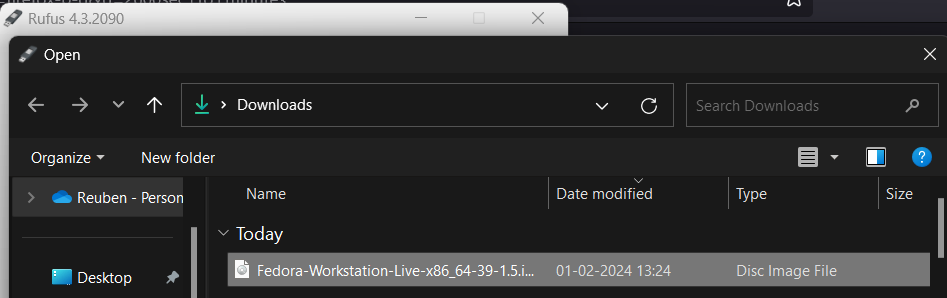 Rufus 4.3.2090
Open
Downloads
Search Downloads
Organize
New folder
Reuben - Person
Name Date modified Type Size
Today
Desktop
Fedora-Workstation-Live-x86_64-39-1.5.i... 01-02-2024 13:24 Disc Image File